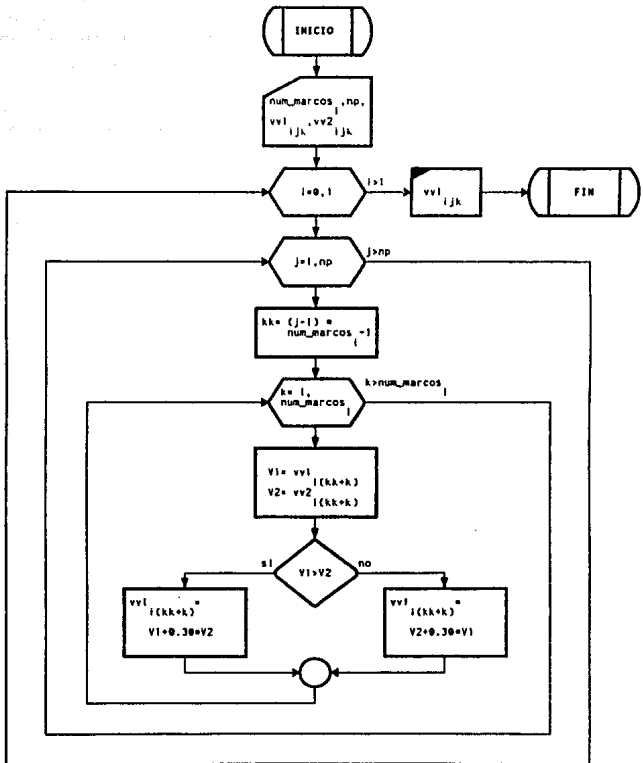 INICIO
num_marcos i,np,
vv1 ijk,vv2 ijk
i=0,1
i>1
vv1 ijk
FIN
j=1,np
j>np
kk= (j-1) *
num_marcos i-1
k= 1,
num_marcos i
k>num_marcos i
V1= vv1 i(kk+k)
V2= vv2 i(kk+k)
si
V1>V2
no
vv1 i(kk+k)=
V1+0.30*V2
vv1 i(kk+k)=
V2+0.30*V1